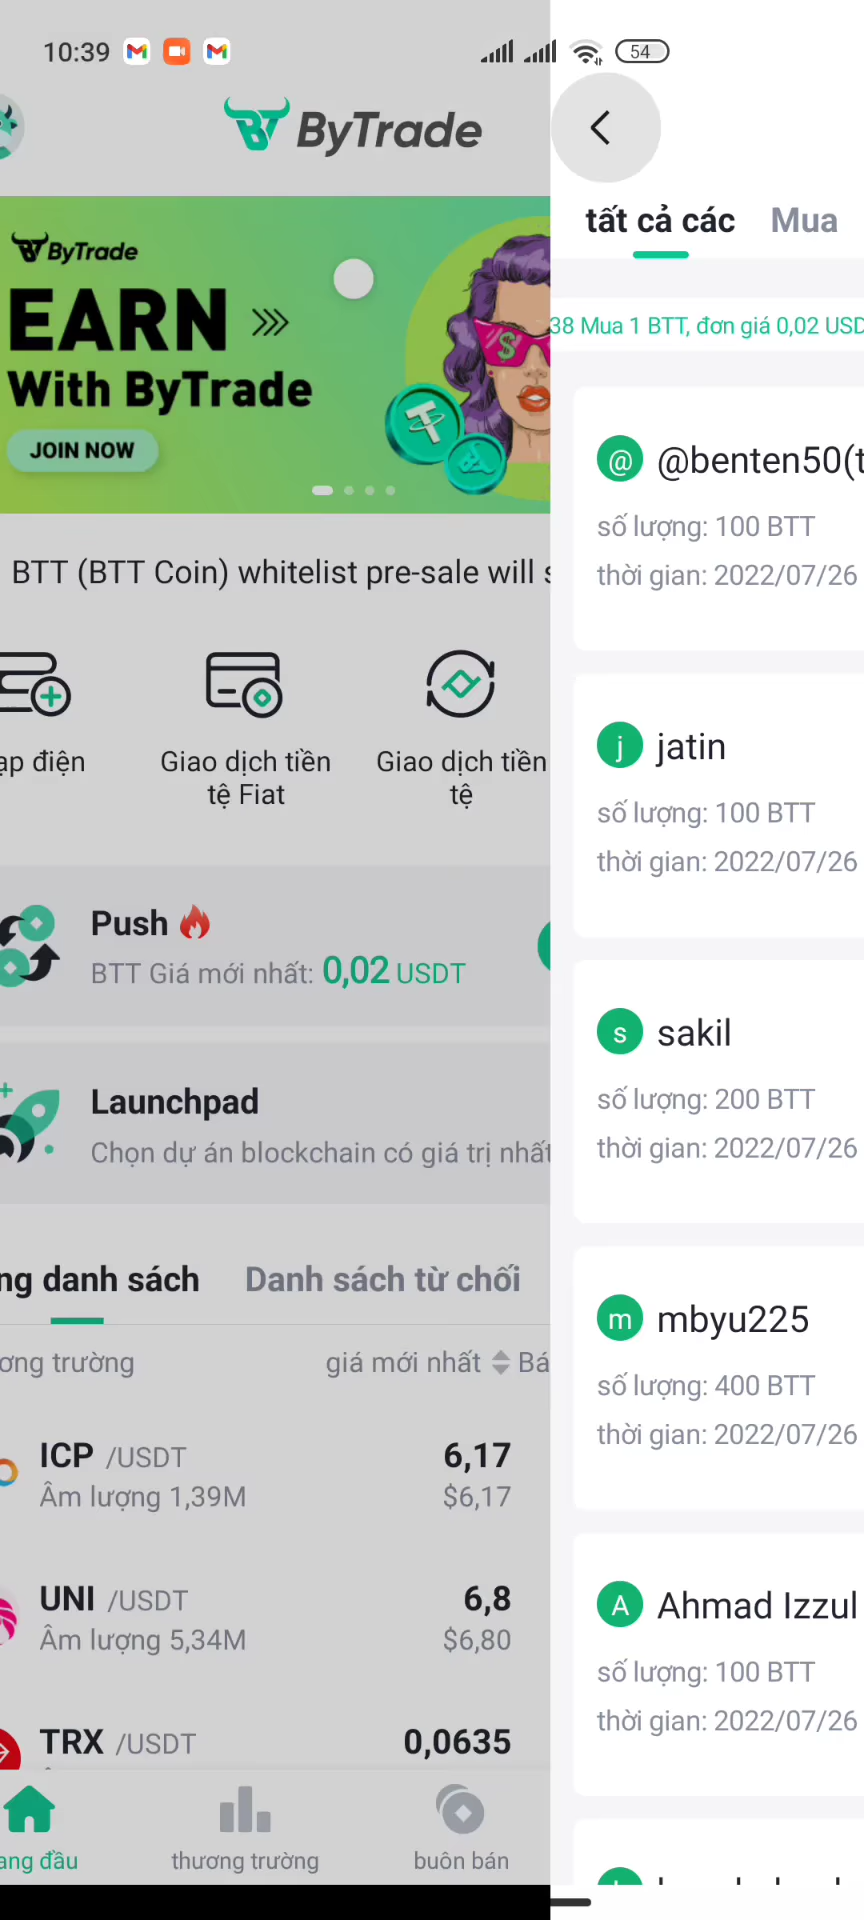 10:39
54
ByTrade
ByTrade
EARN
With ByTrade
JOIN NOW
BTT (BTT Coin) whitelist pre-sale will
ạp điện
Giao dịch tiền
tệ Fiat
Giao dịch tiền
tệ
Push
BTT Giá mới nhất: 0,02 USDT
Launchpad
Chọn dự án blockchain có giá trị nhất
ng danh sách
Danh sách từ chối
ơng trường
giá mới nhất
Bá
ICP /USDT
6,17
Âm lượng 1,39M
$6,17
UNI /USDT
6,8
Âm lượng 5,34M
$6,80
TRX /USDT
0,0635
ang đầu
thương trường
buôn bán
tất cả các
Mua
38 Mua 1 BTT, đơn giá 0,02 USD
@
@benten50(t
số lượng: 100 BTT
thời gian: 2022/07/26
j
jatin
số lượng: 100 BTT
thời gian: 2022/07/26
s
sakil
số lượng: 200 BTT
thời gian: 2022/07/26
m
mbyu225
số lượng: 400 BTT
thời gian: 2022/07/26
A
Ahmad Izzul
số lượng: 100 BTT
thời gian: 2022/07/26